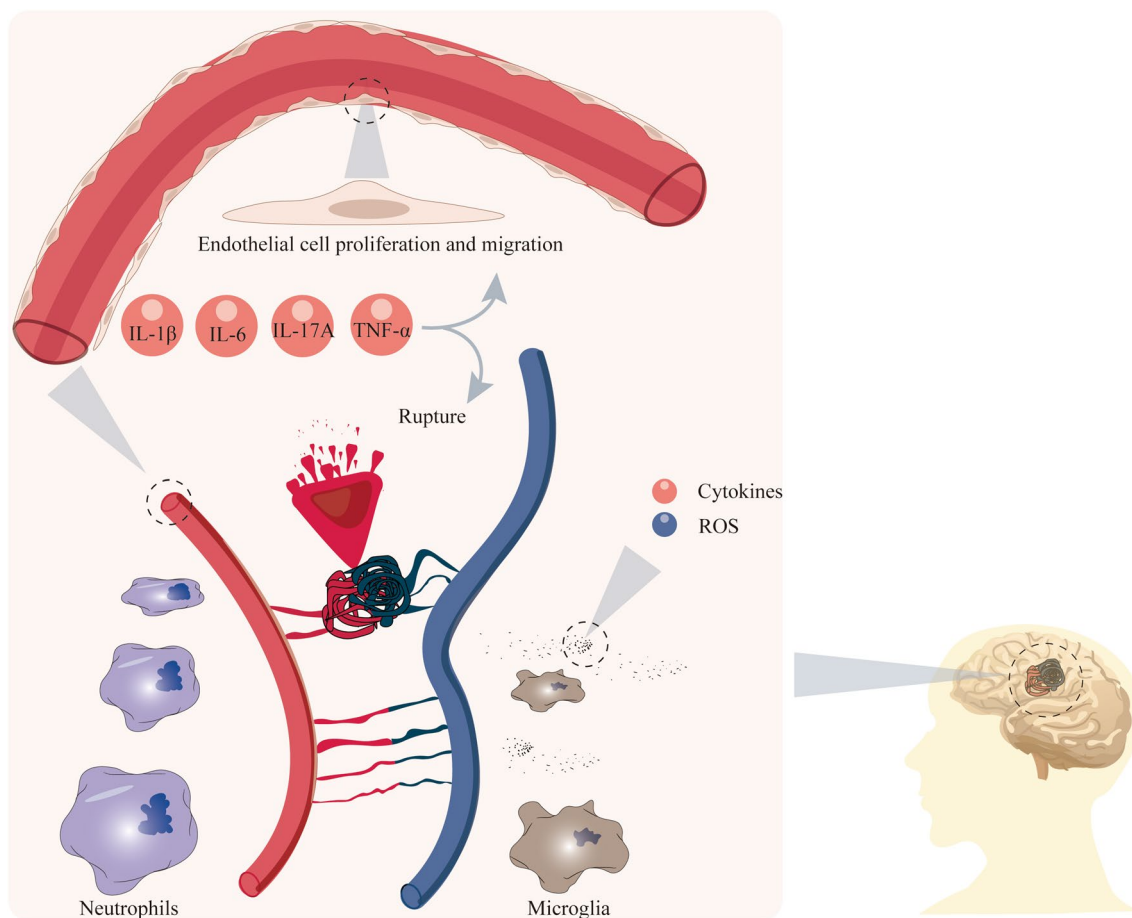 Endothelial cell proliferation and migration
IL-1β
IL-6
IL-17A
TNF-α
Rupture
Cytokines
ROS
Neutrophils
Microglia